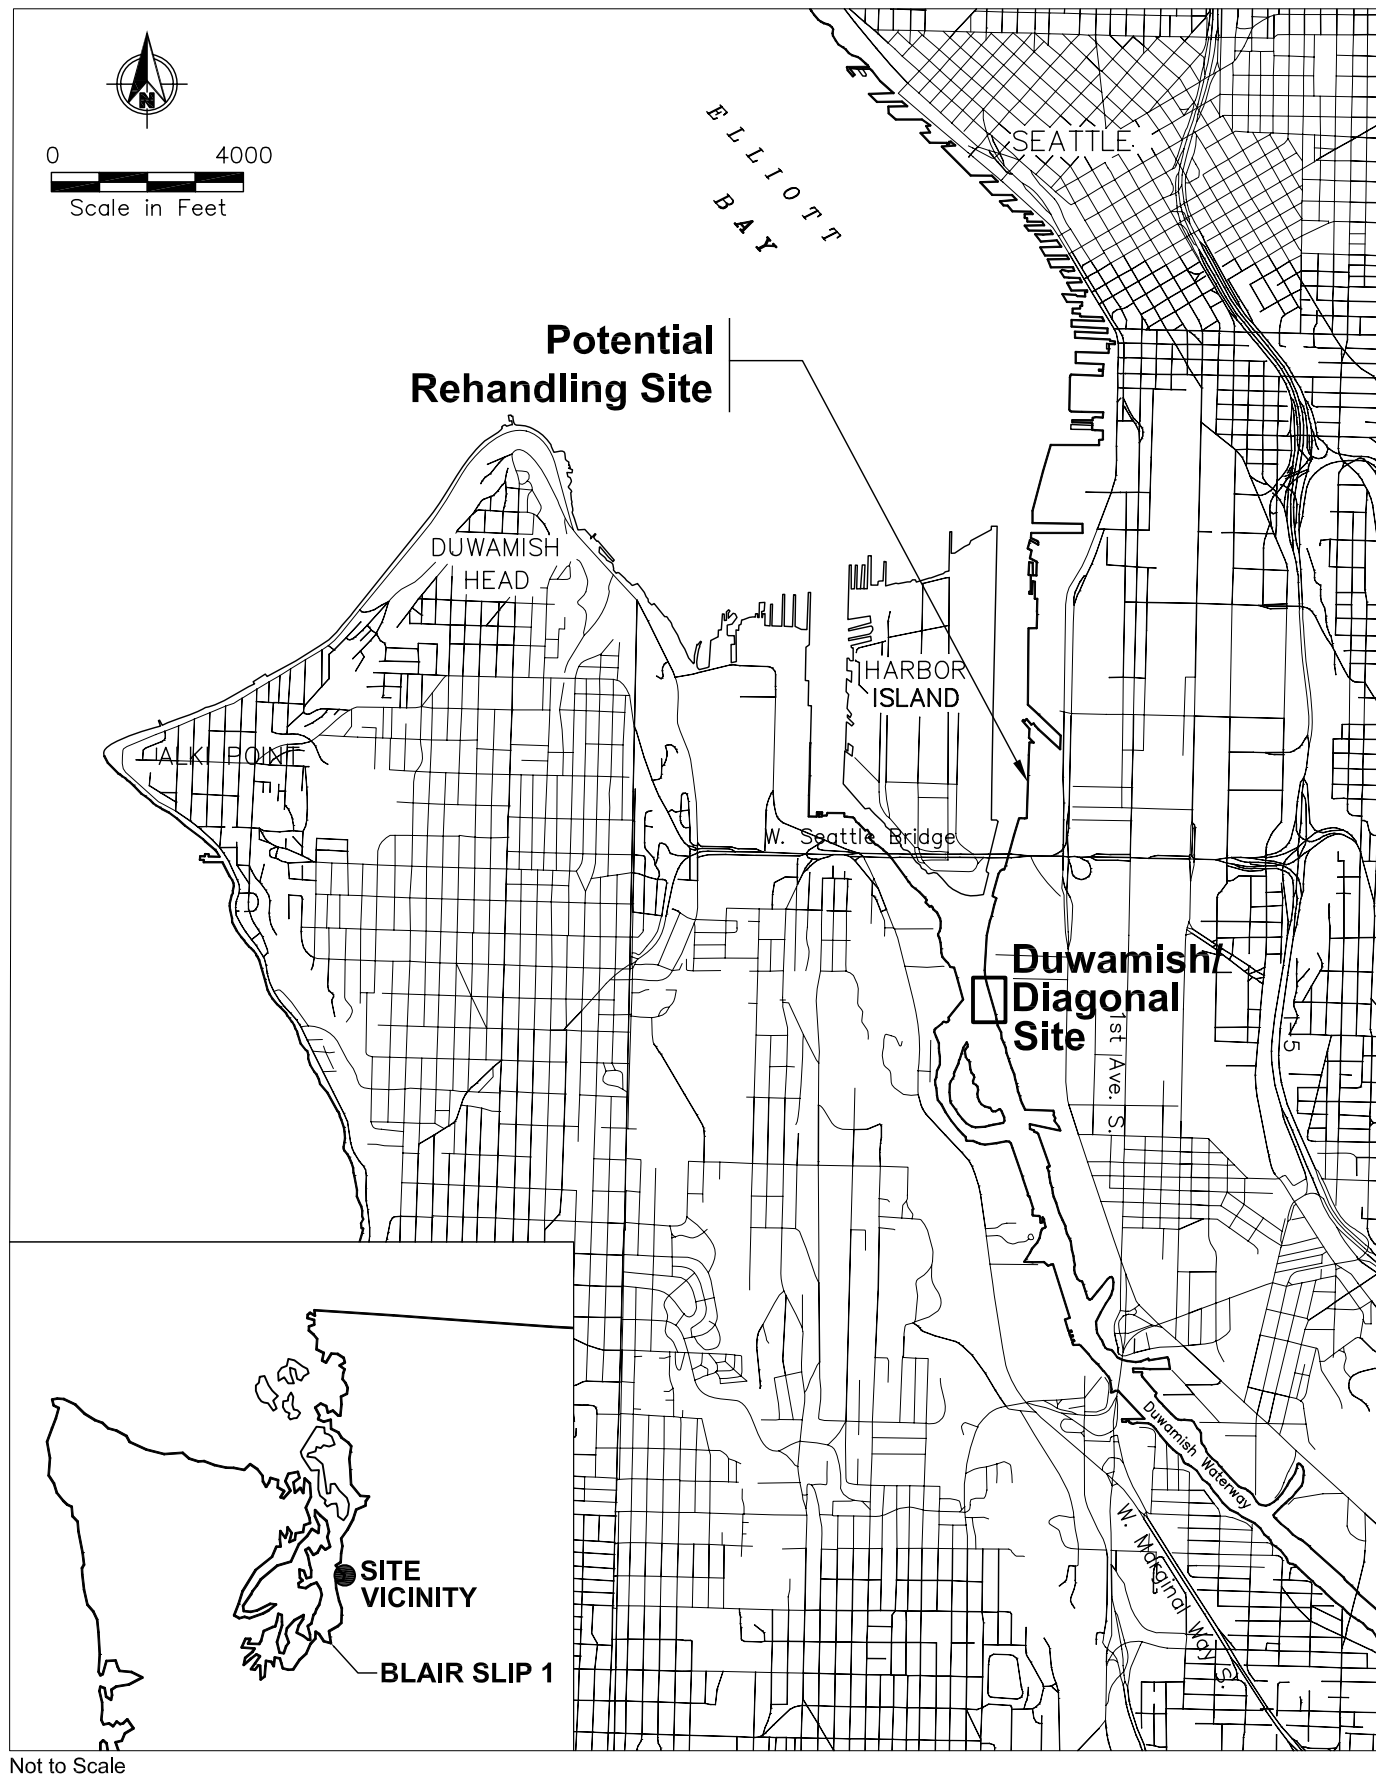 N
0 4000
Scale in Feet
ELLIOTT
BAY
SEATTLE
Potential
Rehandling Site
DUWAMISH
HEAD
HARBOR
ISLAND
ALKI POINT
W. Seattle Bridge
Duwamish/
Diagonal
Site
1st Ave. S.
I-5
Duwamish Waterway
W. Marginal Way S.
SITE
VICINITY
BLAIR SLIP 1
Not to Scale